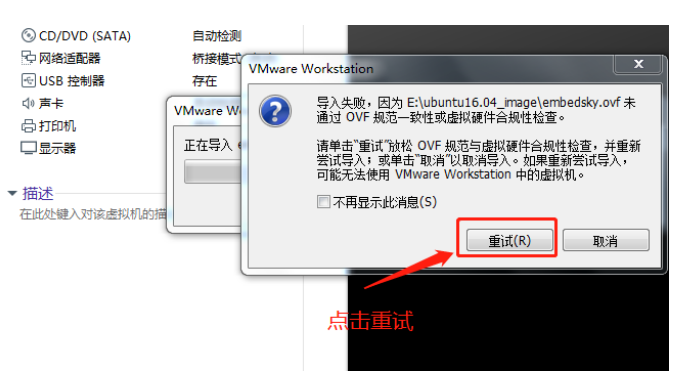 CD/DVD (SATA) 自动检测
网络适配器 桥接模式
USB 控制器 存在
声卡
打印机
显示器
描述
在此处键入对该虚拟机的描
VMware W
正在导入
VMware Workstation
x
导入失败，因为 E:\ubuntu16.04_image\embedsky.ovf 未
通过 OVF 规范一致性或虚拟硬件合规性检查。
请单击"重试"放松 OVF 规范与虚拟硬件合规性检查，并重新
尝试导入；或单击"取消"以取消导入。如果重新尝试导入，
可能无法使用 VMware Workstation 中的虚拟机。
不再显示此消息(S)
重试(R) 取消
点击重试